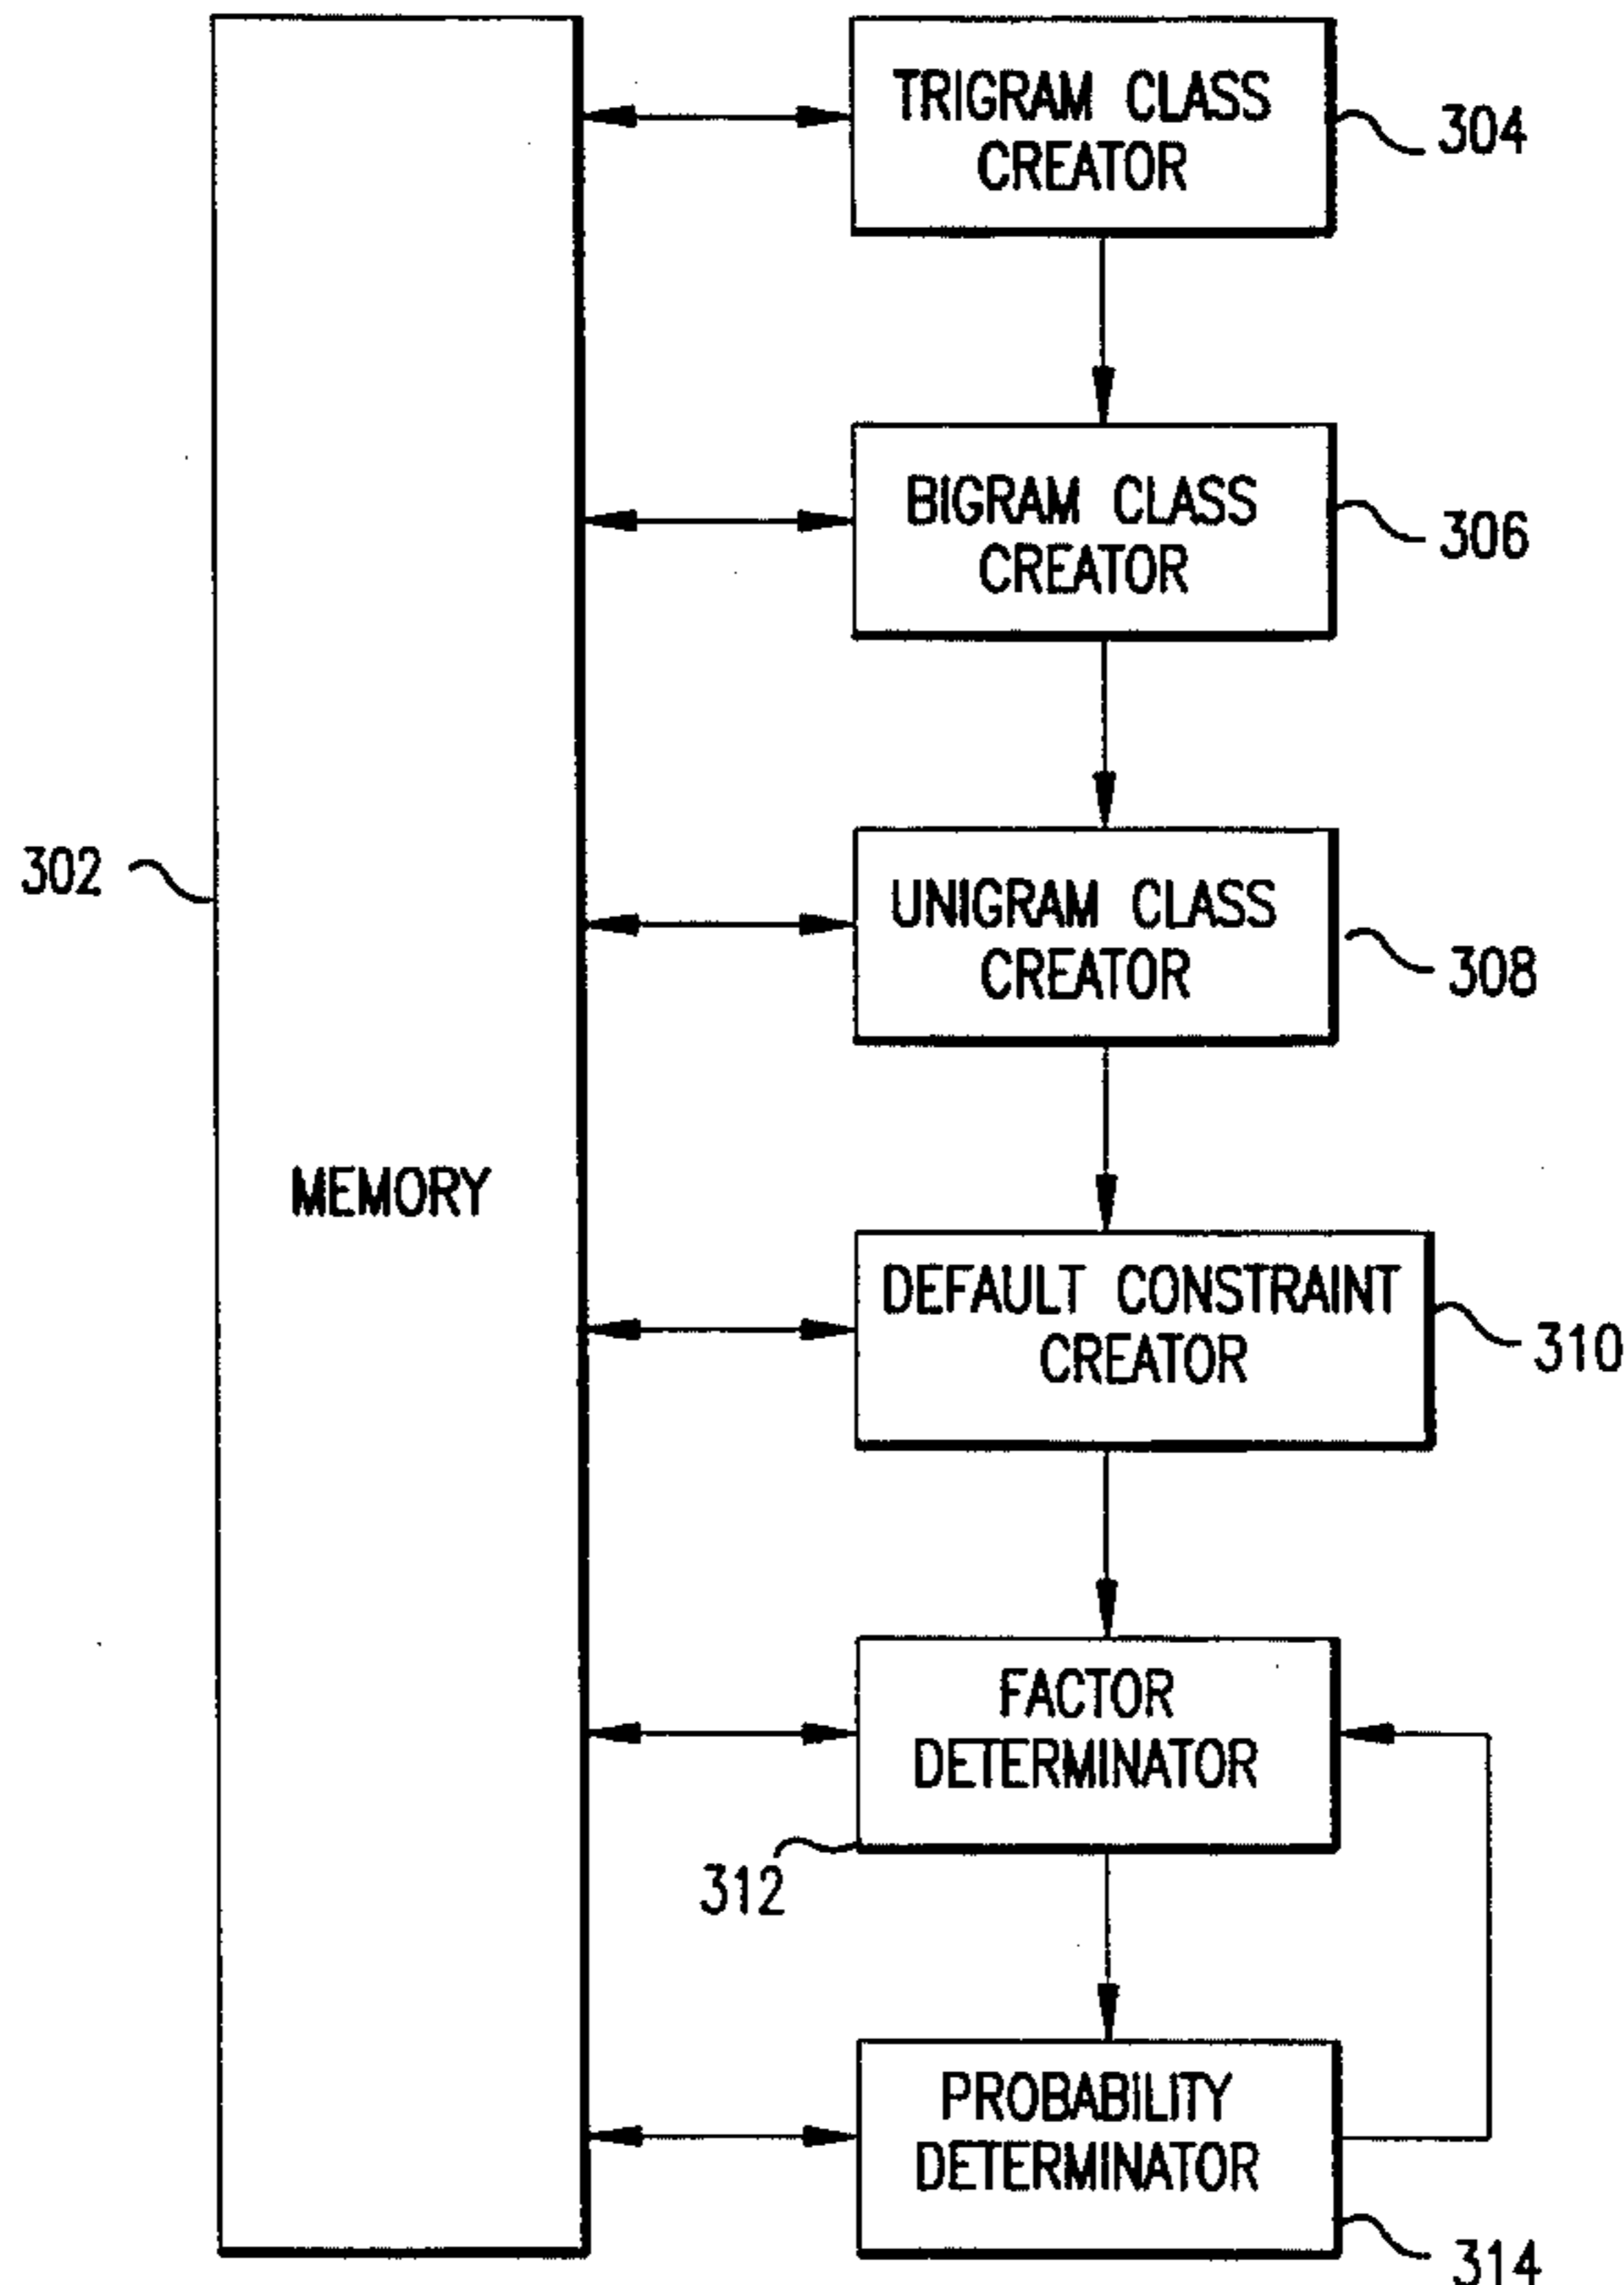 TRIGRAM CLASS
CREATOR
304
BIGRAM CLASS
CREATOR
306
302
UNIGRAM CLASS
CREATOR
308
MEMORY
DEFAULT CONSTRAINT
CREATOR
310
FACTOR
DETERMINATOR
312
PROBABILITY
DETERMINATOR
314